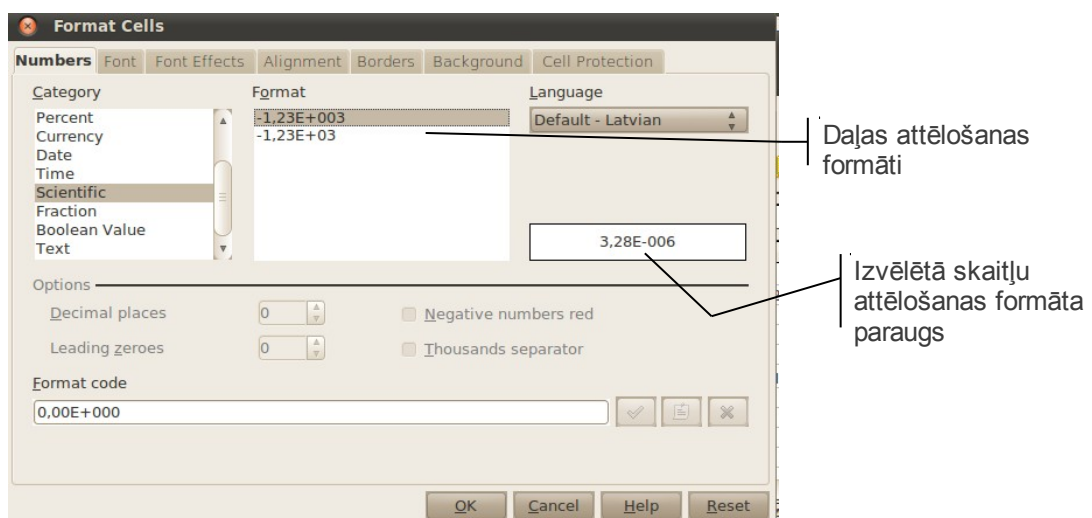 Format Cells
Numbers Font Font Effects Alignment Borders Background Cell Protection
Category
Percent
Currency
Date
Time
Scientific
Fraction
Boolean Value
Text
Format
-1,23E+003
-1,23E+03
Language
Default - Latvian
3,28E-006
Daļas attēlošanas
formāti
Izvēlētā skaitļu
attēlošanas formāta
paraugs
Options
Decimal places 0 Negative numbers red
Leading zeroes 0 Thousands separator
Format code
0,00E+000
OK Cancel Help Reset